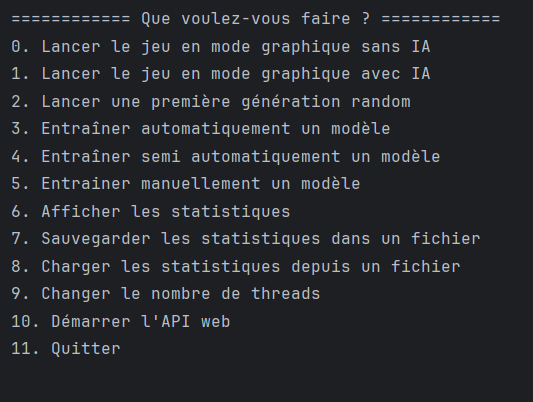 ============ Que voulez-vous faire ? ============
0. Lancer le jeu en mode graphique sans IA
1. Lancer le jeu en mode graphique avec IA
2. Lancer une première génération random
3. Entraîner automatiquement un modèle
4. Entraîner semi automatiquement un modèle
5. Entrainer manuellement un modèle
6. Afficher les statistiques
7. Sauvegarder les statistiques dans un fichier
8. Charger les statistiques depuis un fichier
9. Changer le nombre de threads
10. Démarrer l'API web
11. Quitter